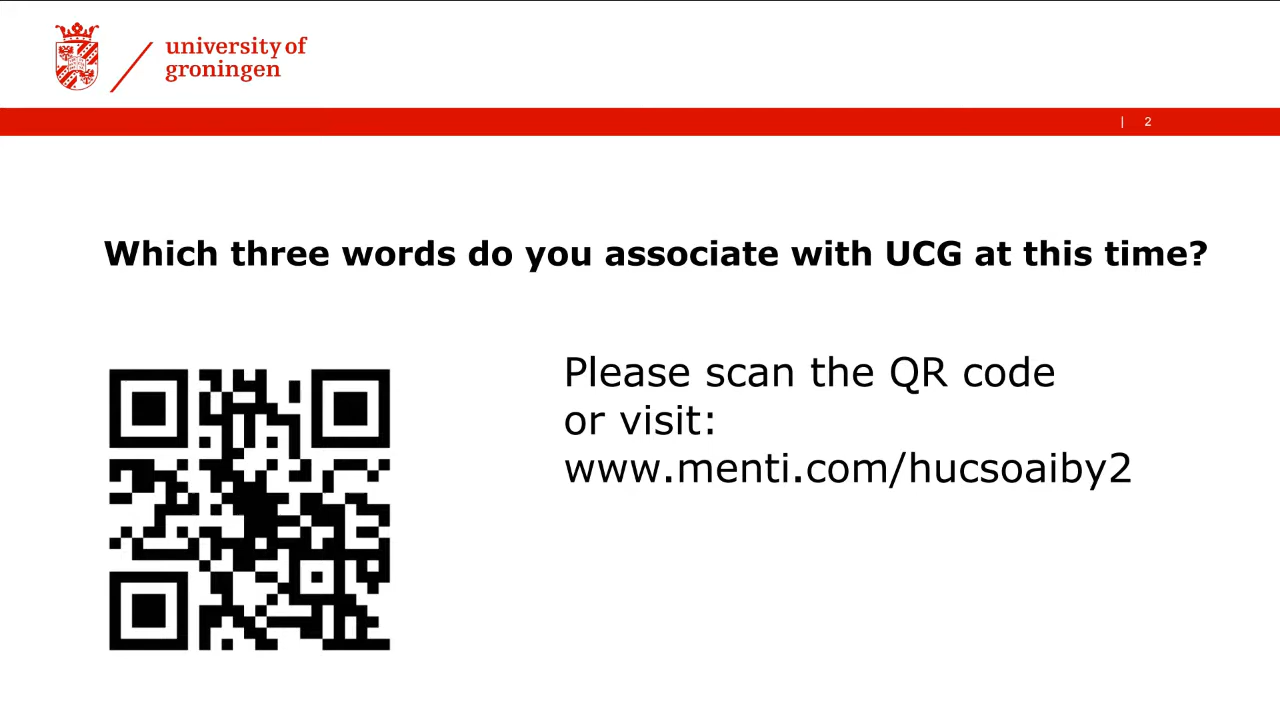 university of
groningen
| 2
Which three words do you associate with UCG at this time?
Please scan the QR code
or visit:
www.menti.com/hucsoaiby2